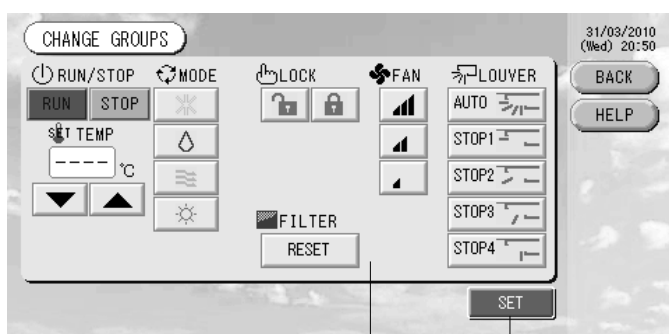 CHANGE GROUPS
31/03/2010
(Wed) 20:50
RUN/STOP
MODE
LOCK
FAN
LOUVER
BACK
RUN
STOP
AUTO
HELP
SET TEMP
STOP1
----°C
STOP2
STOP3
FILTER
RESET
STOP4
SET